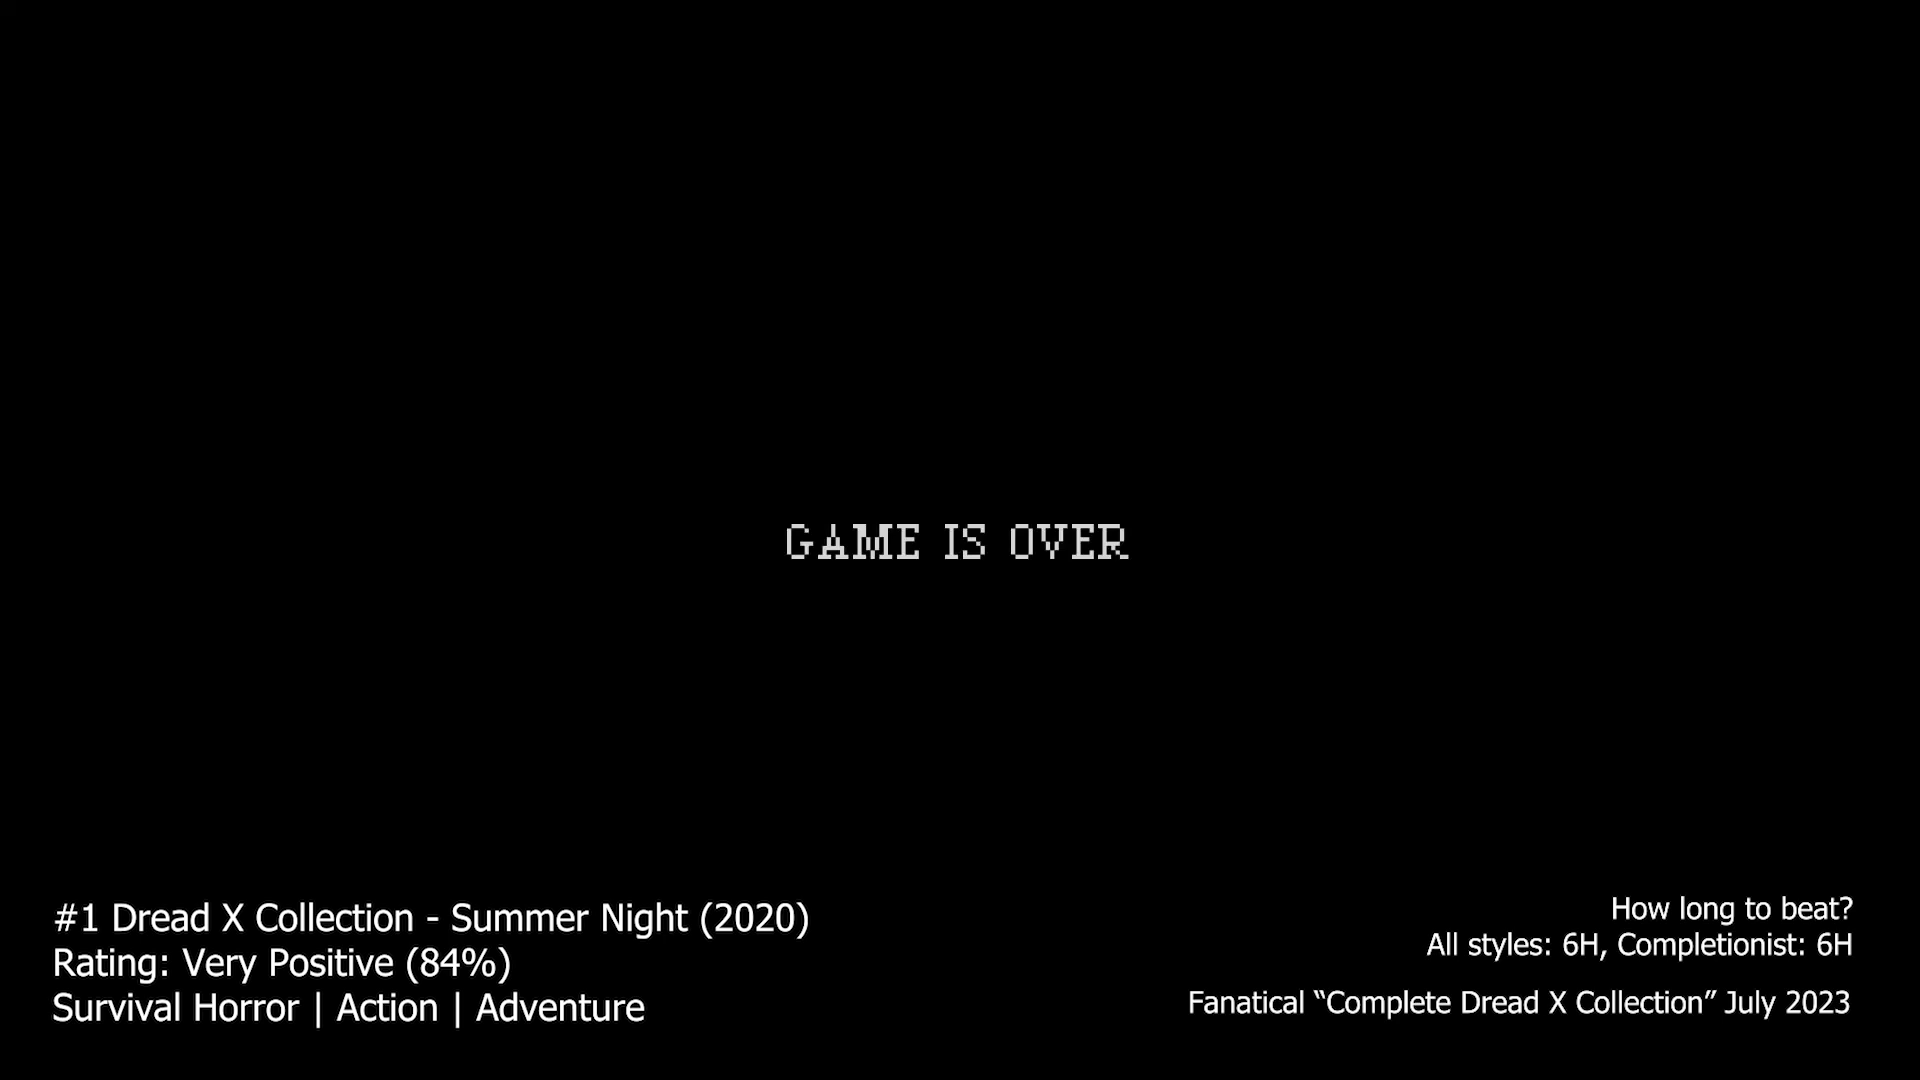 GAME IS OVER
#1 Dread X Collection - Summer Night (2020)
Rating: Very Positive (84%)
Survival Horror | Action | Adventure
How long to beat?
All styles: 6H, Completionist: 6H
Fanatical “Complete Dread X Collection” July 2023